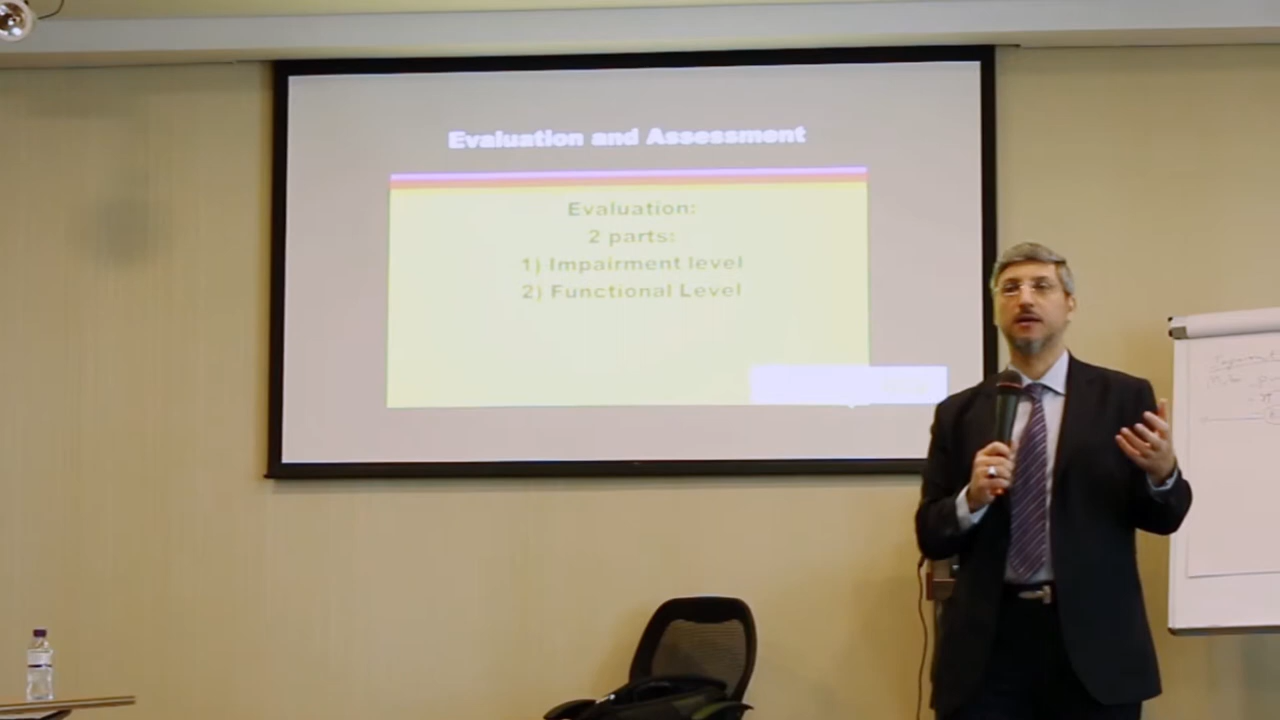 Evaluation and Assessment
Evaluation:
2 parts:
1) Impairment level
2) Functional Level